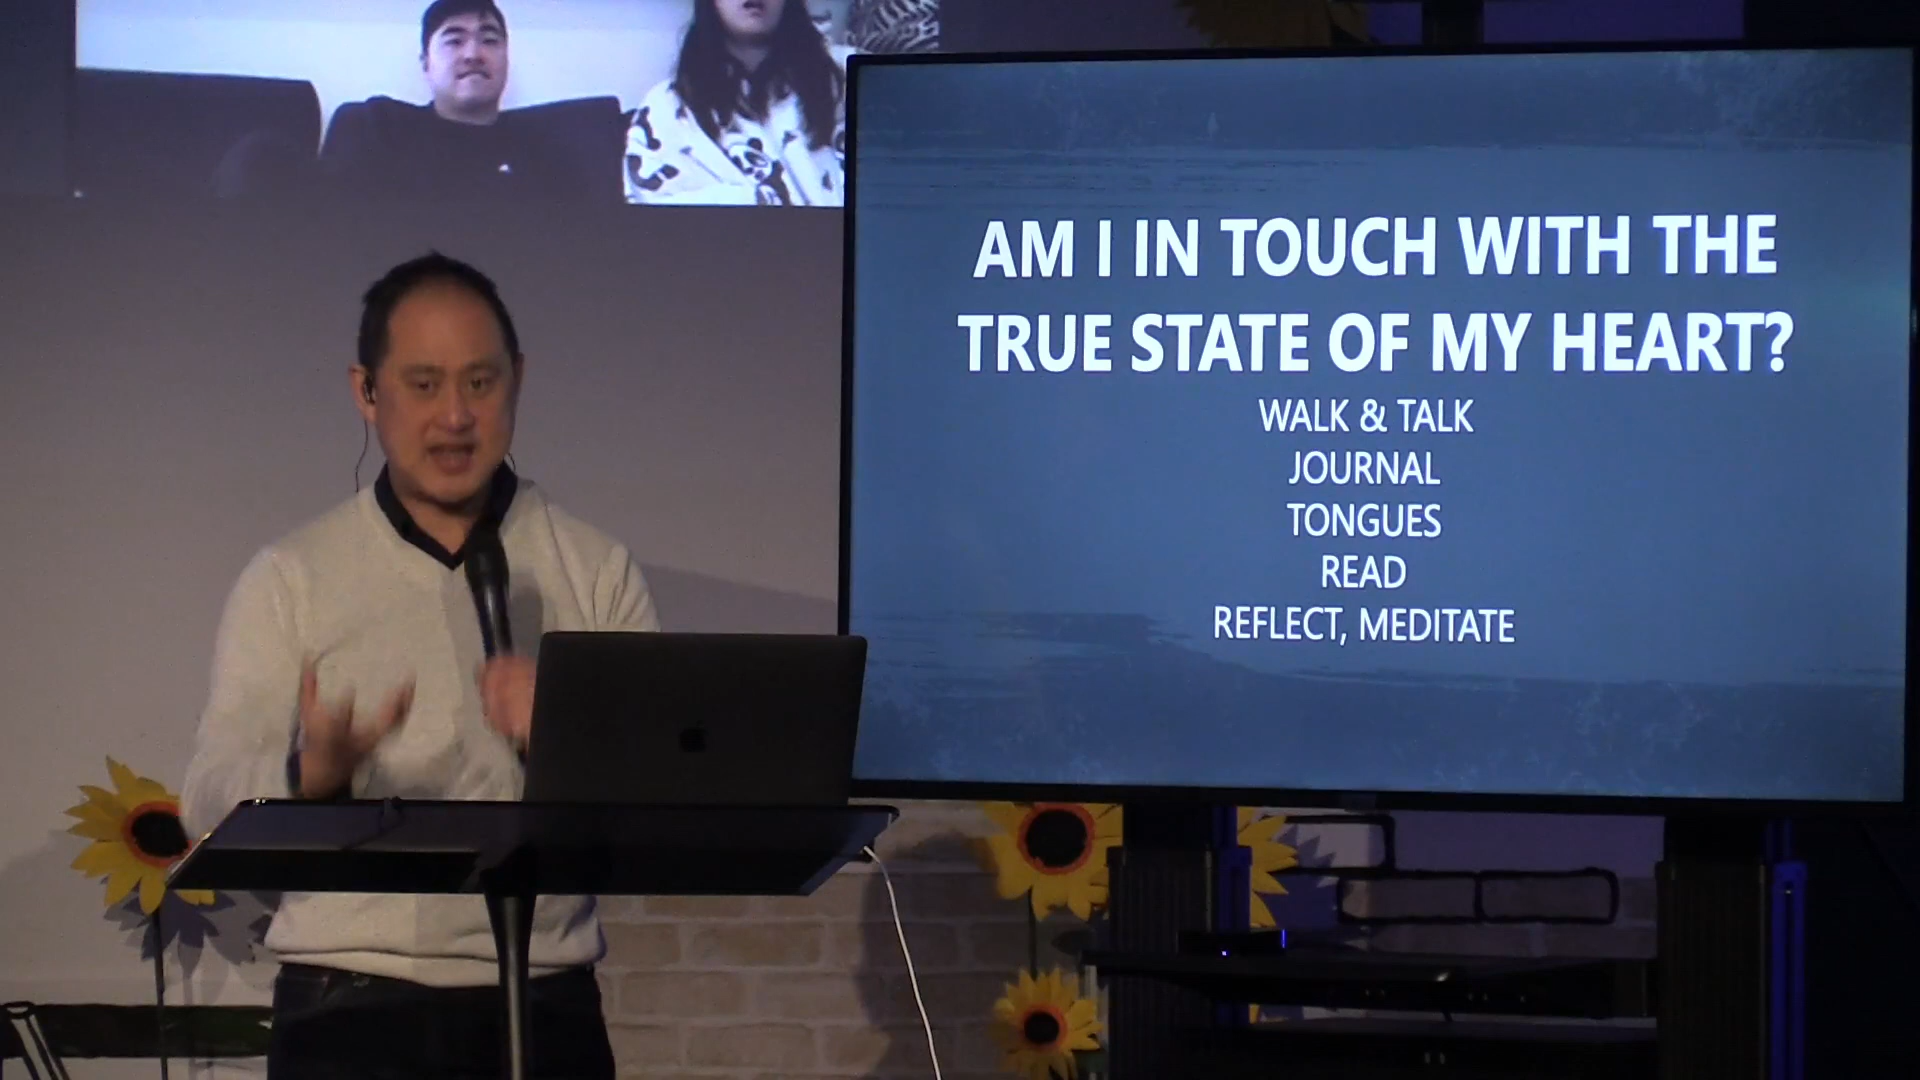 AM I IN TOUCH WITH THE
TRUE STATE OF MY HEART?
WALK & TALK
JOURNAL
TONGUES
READ
REFLECT, MEDITATE